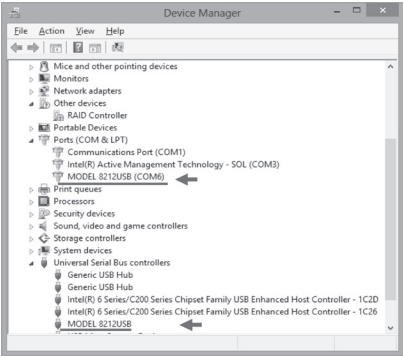 Device Manager
File Action View Help
Mice and other pointing devices
Monitors
Network adapters
Other devices
RAID Controller
Portable Devices
Ports (COM & LPT)
Communications Port (COM1)
Intel(R) Active Management Technology - SOL (COM3)
MODEL 8212USB (COM6)
Print queues
Processors
Security devices
Sound, video and game controllers
Storage controllers
System devices
Universal Serial Bus controllers
Generic USB Hub
Generic USB Hub
Intel(R) 6 Series/C200 Series Chipset Family USB Enhanced Host Controller - 1C2D
Intel(R) 6 Series/C200 Series Chipset Family USB Enhanced Host Controller - 1C26
MODEL 8212USB